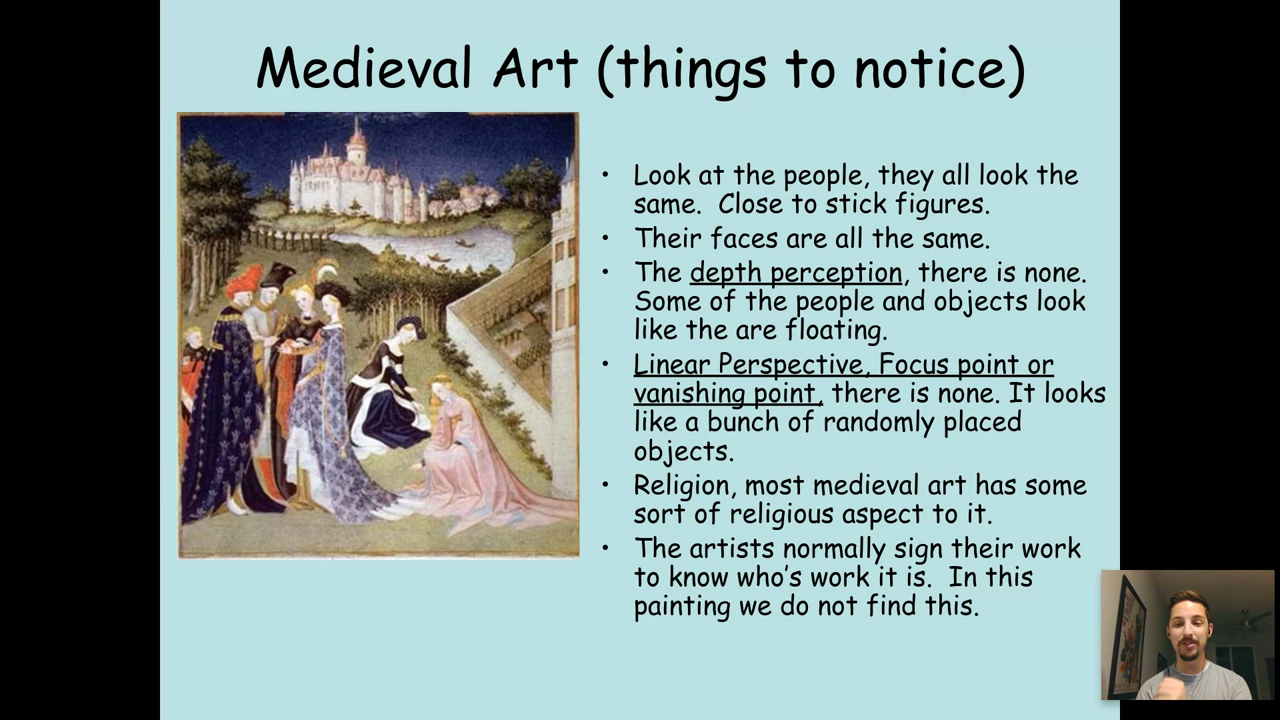 Medieval Art (things to notice)
• Look at the people, they all look the
same.  Close to stick figures.
• Their faces are all the same.
• The depth perception, there is none.
Some of the people and objects look
like the are floating.
• Linear Perspective, Focus point or
vanishing point, there is none. It looks
like a bunch of randomly placed
objects.
• Religion, most medieval art has some
sort of religious aspect to it.
• The artists normally sign their work
to know who’s work it is.  In this
painting we do not find this.